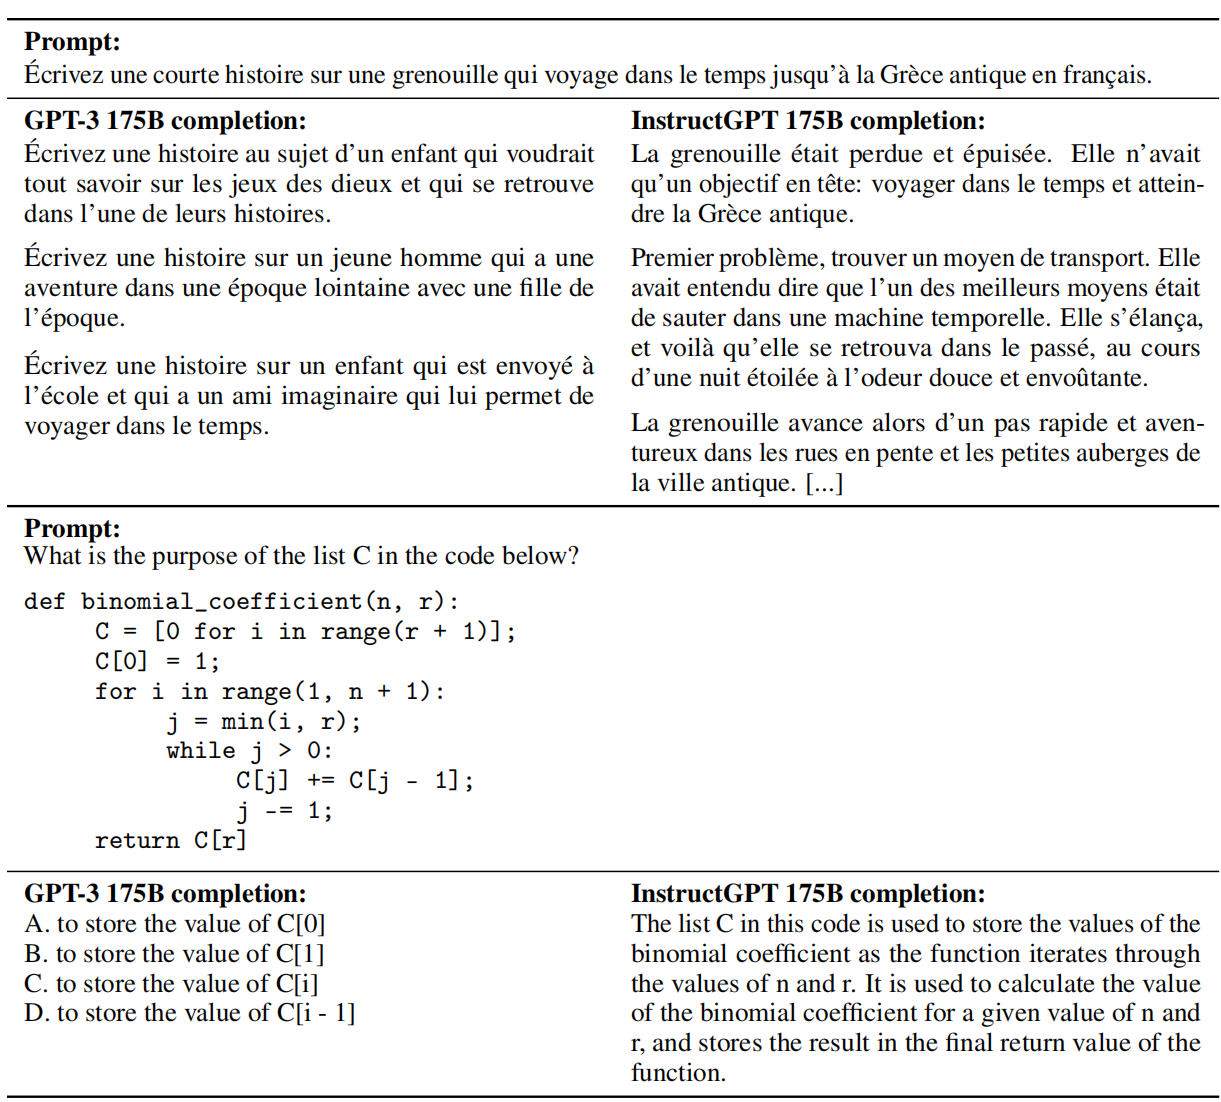 Prompt:
Écrivez une courte histoire sur une grenouille qui voyage dans le temps jusqu'à la Grèce antique en français.
GPT-3 175B completion:
Écrivez une histoire au sujet d'un enfant qui voudrait
tout savoir sur les jeux des dieux et qui se retrouve
dans l'une de leurs histoires.
Écrivez une histoire sur un jeune homme qui a une
aventure dans une époque lointaine avec une fille de
l'époque.
Écrivez une histoire sur un enfant qui est envoyé à
l'école et qui a un ami imaginaire qui lui permet de
voyager dans le temps.
InstructGPT 175B completion:
La grenouille était perdue et épuisée. Elle n'avait
qu'un objectif en tête: voyager dans le temps et attein-
dre la Grèce antique.
Premier problème, trouver un moyen de transport. Elle
avait entendu dire que l'un des meilleurs moyens était
de sauter dans une machine temporelle. Elle s'élança,
et voilà qu'elle se retrouva dans le passé, au cours
d'une nuit étoilée à l'odeur douce et envoûtante.
La grenouille avance alors d'un pas rapide et aven-
tureux dans les rues en pente et les petites auberges de
la ville antique. [...]
Prompt:
What is the purpose of the list C in the code below?
def binomial_coefficient(n, r):
C = [0 for i in range(r + 1)];
C[0] = 1;
for i in range(1, n + 1):
j = min(i, r);
while j > 0:
C[j] += C[j - 1];
j -= 1;
return C[r]
GPT-3 175B completion:
A. to store the value of C[0]
B. to store the value of C[1]
C. to store the value of C[i]
D. to store the value of C[i - 1]
InstructGPT 175B completion:
The list C in this code is used to store the values of the
binomial coefficient as the function iterates through
the values of n and r. It is used to calculate the value
of the binomial coefficient for a given value of n and
r, and stores the result in the final return value of the
function.